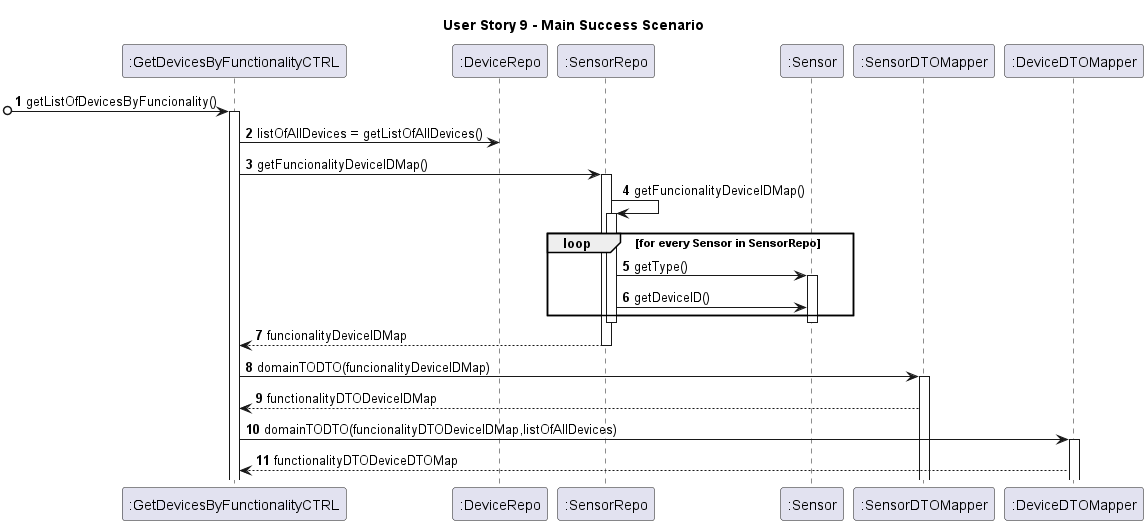 User Story 9 - Main Success Scenario
:GetDevicesByFunctionalityCTRL :DeviceRepo :SensorRepo :Sensor :SensorDTOMapper :DeviceDTOMapper
1 getListOfDevicesByFuncionality()
2 listOfAllDevices = getListOfAllDevices()
3 getFuncionalityDeviceIDMap()
4 getFuncionalityDeviceIDMap()
loop [for every Sensor in SensorRepo]
5 getType()
6 getDeviceID()
7 funcionalityDeviceIDMap
8 domainTODTO(funcionalityDeviceIDMap)
9 functionalityDTODeviceIDMap
10 domainTODTO(funcionalityDTODeviceIDMap,listOfAllDevices)
11 functionalityDTODeviceDTOMap
:GetDevicesByFunctionalityCTRL :DeviceRepo :SensorRepo :Sensor :SensorDTOMapper :DeviceDTOMapper